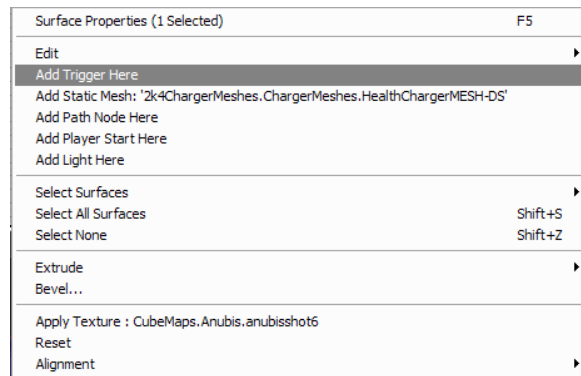 Surface Properties (1 Selected) F5
Edit
Add Trigger Here
Add Static Mesh: '2k4ChargerMeshes.ChargerMeshes.HealthChargerMESH-DS'
Add Path Node Here
Add Player Start Here
Add Light Here
Select Surfaces
Select All Surfaces Shift+S
Select None Shift+Z
Extrude
Bevel...
Apply Texture : CubeMaps.Anubis.anubisshot6
Reset
Alignment